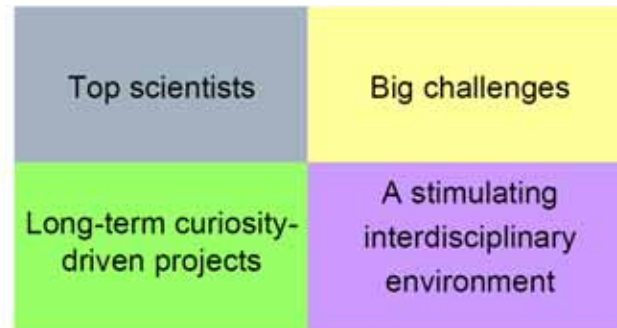 Top scientists
Big challenges
Long-term curiosity-
driven projects
A stimulating
interdisciplinary
environment